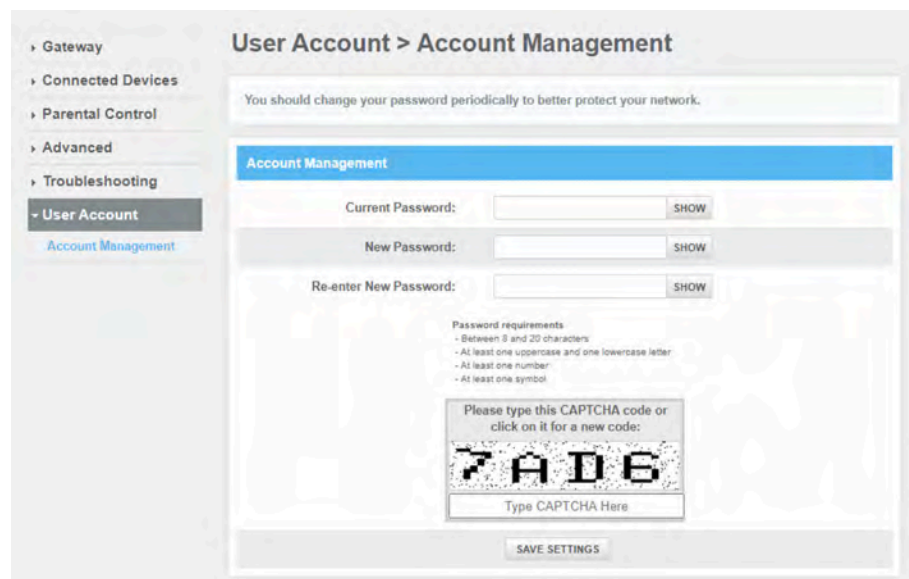 Gateway
Connected Devices
Parental Control
Advanced
Troubleshooting
User Account
Account Management
User Account > Account Management
You should change your password periodically to better protect your network.
Account Management
Current Password:
SHOW
New Password:
SHOW
Re-enter New Password:
SHOW
Password requirements
- Between 8 and 20 characters
- At least one uppercase and one lowercase letter
- At least one number
- At least one symbol
Please type this CAPTCHA code or
click on it for a new code:
7AD6
Type CAPTCHA Here
SAVE SETTINGS